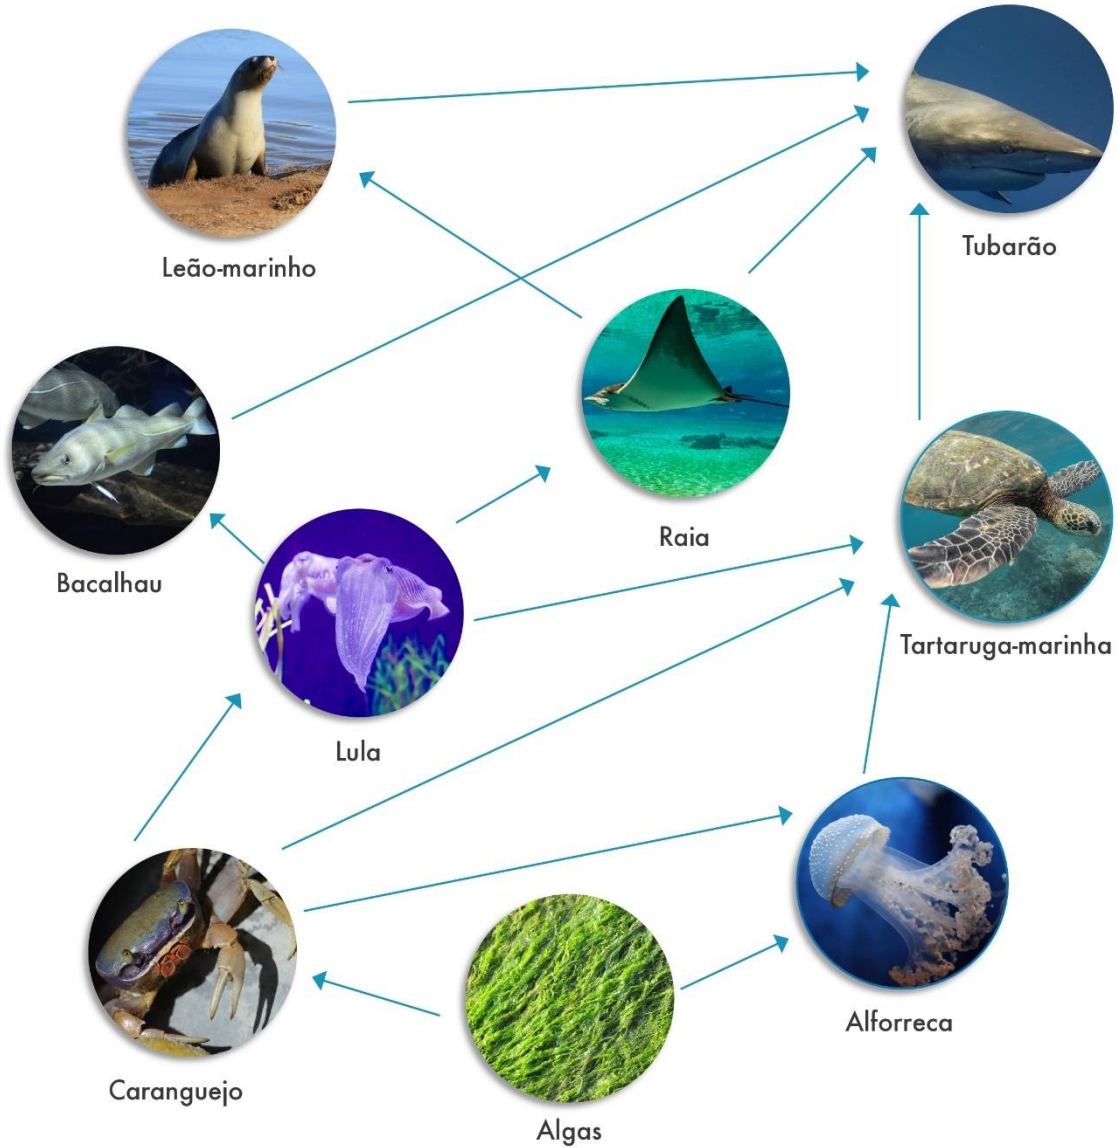 Leão-marinho
Tubarão
Raia
Bacalhau
Tartaruga-marinha
Lula
Alforreca
Caranguejo
Algas